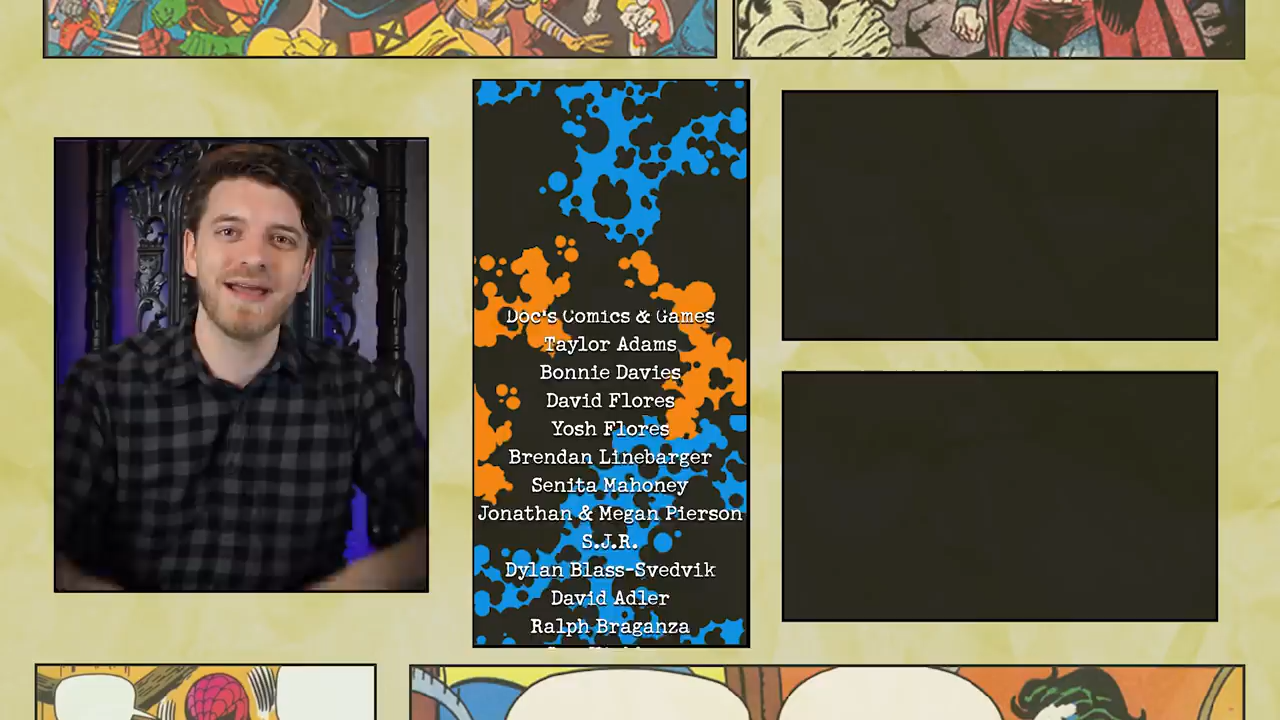 Doc's Comics & Games
Taylor Adams
Bonnie Davies
David Flores
Yosh Flores
Brendan Linebarger
Senita Mahoney
Jonathan & Megan Pierson
S.J.R.
Dylan Blass-Svedvik
David Adler
Ralph Braganza